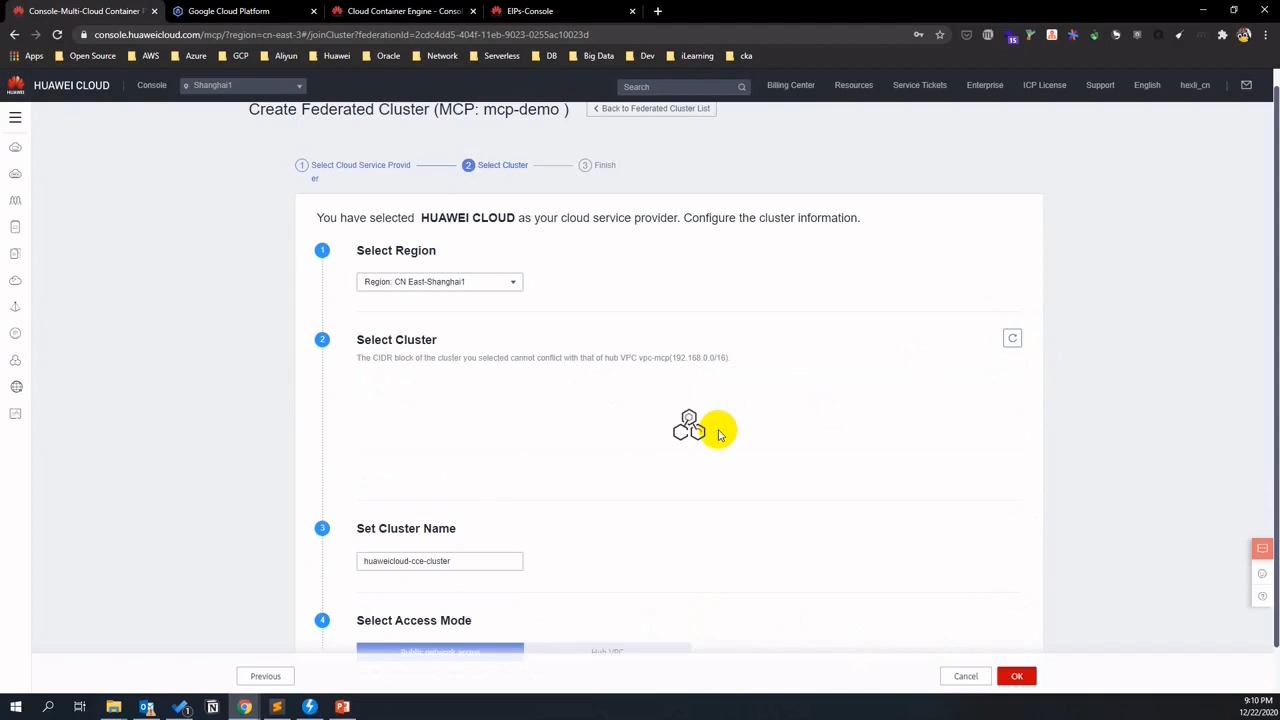 Console-Multi-Cloud Container F
Google Cloud Platform
Cloud Container Engine - Conso
EIPs-Console
console.huaweicloud.com/mcp/?region=cn-east-3#/joinCluster?federationId=2cdc4dd5-404f-11eb-9023-0255ac10023d
15
Apps
Open Source
AWS
Azure
GCP
Huawei
Aliyun
Servers
DB
Big Data
Dev
iLearning
cka
HUAWEI CLOUD
Console
Shanghai1
Search
Billing Center
Resources
Service Tickets
Enterprise
ICP License
Support
English
hexli_cn
Create Federated Cluster (MCP: mcp-demo )
Back to Federated Cluster List
1 Select Cloud Service Provid
er
2 Select Cluster
3 Finish
You have selected HUAWEI CLOUD as your cloud service provider. Configure the cluster information.
1 Select Region
Region: CN East-Shanghai1
2 Select Cluster
The CIDR block of the cluster you selected cannot conflict with that of hub VPC vpc-mcp(192.168.0.0/16).
3 Set Cluster Name
huaweicloud-cce-cluster
4 Select Access Mode
Public network access
Hub VPC
Previous
Cancel
OK
9:10 PM
12/22/2020